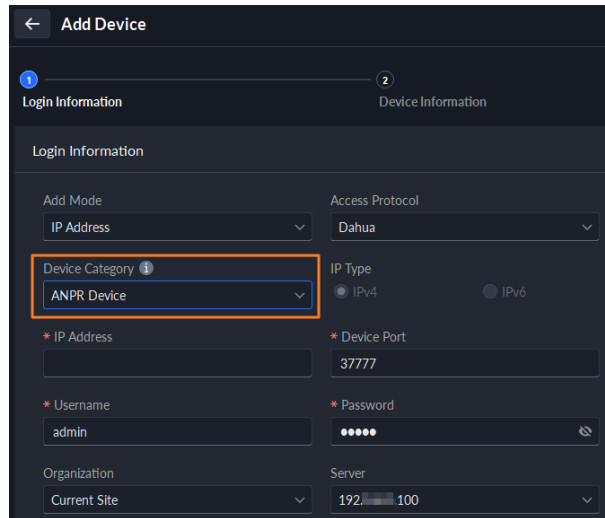 Add Device
1 2
Login Information Device Information
Login Information
Add Mode Access Protocol
IP Address Dahua
Device Category IP Type
ANPR Device IPv4 IPv6
* IP Address * Device Port
37777
* Username * Password
admin •••••
Organization Server
Current Site 192. .100